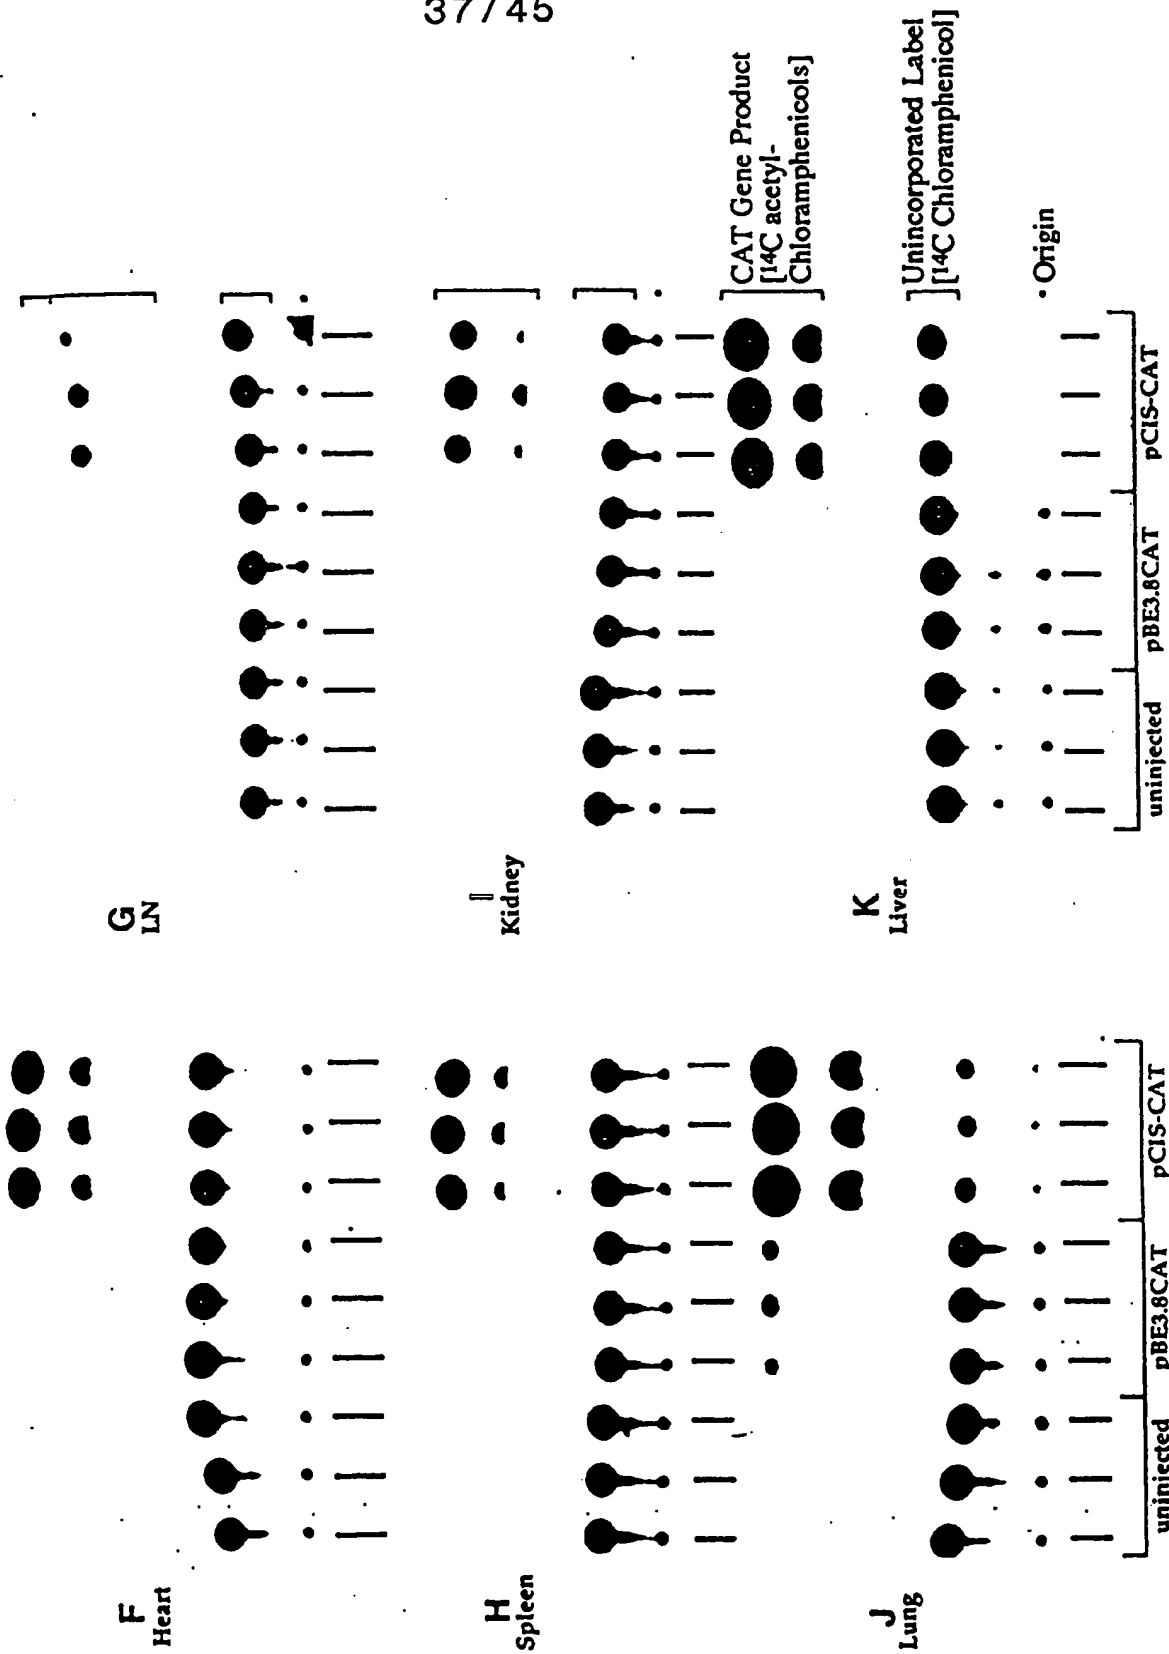 37/45
F
Heart
H
Spleen
J
Lung
uninjected
pBE3.8CAT
pCIS-CAT
G
LN
I
Kidney
K
Liver
uninjected
pBE3.8CAT
pCIS-CAT
CAT Gene Product
[14C acetyl-
Chloramphenicols]
Unincorporated Label
[14C Chloramphenicol]
• Origin